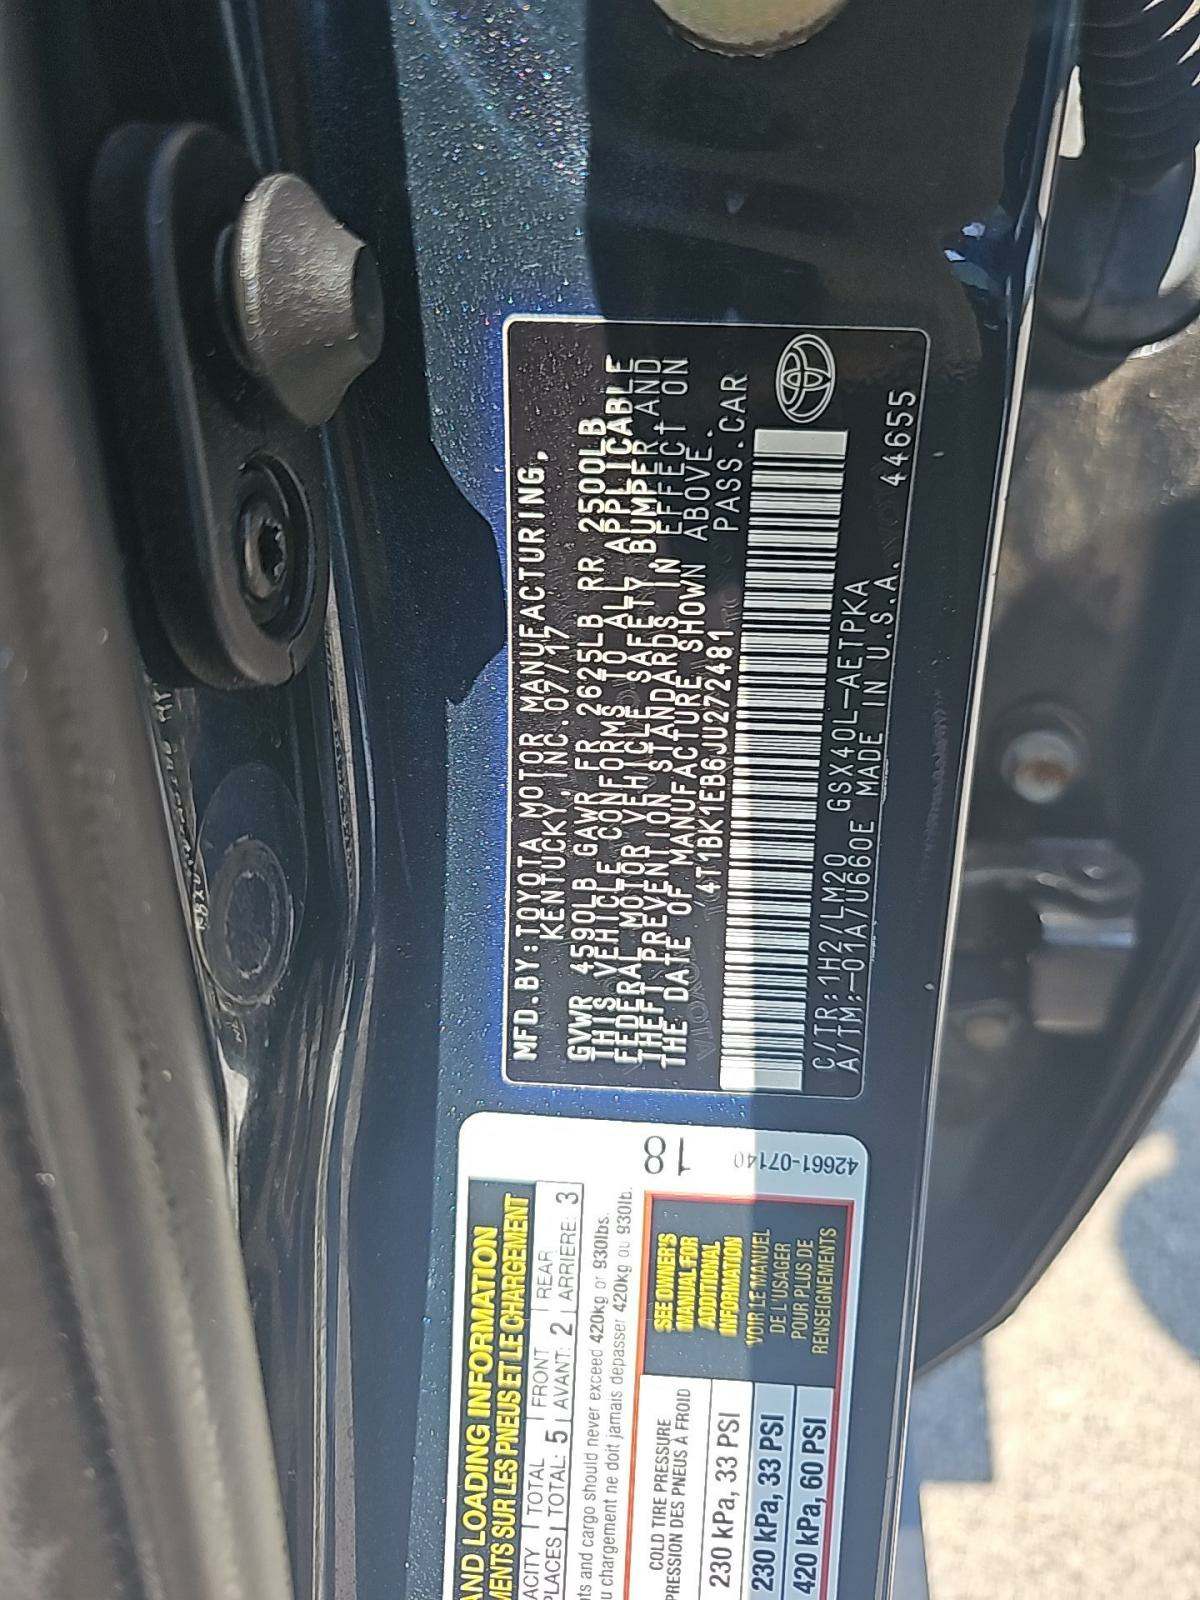 MFD.BY:TOYOTA MOTOR MANUFACTURING,
KENTUCKY,INC.07/17
GVWR 4590LB GAWR FR 2625LB RR 2500LB
THIS VEHICLE CONFORMS TO ALL APPLICABLE
FEDERAL MOTOR VEHICLE SAFETY,BUMPER,AND
THEFT PREVENTION STANDARDS IN EFFECT ON
THE DATE OF MANUFACTURE SHOWN ABOVE.
4T1BK1EB6JU272481 PASS.CAR
C/TR:1H2/LM20 GSX40L-AETPKA
A/TM:-01A/U660E MADE IN U.S.A. 44655
AND LOADING INFORMATION
MENTS SUR LES PNEUS ET LE CHARGEMENT
ACITY TOTAL FRONT REAR
PLACES TOTAL: 5 AVANT: 2 ARRIERE: 3
nts and cargo should never exceed 420kg or 930lbs.
u chargement ne doit jamais depasser 420kg ou 930lb.
COLD TIRE PRESSURE
PRESSION DES PNEUS À FROID
230 kPa, 33 PSI
230 kPa, 33 PSI
420 kPa, 60 PSI
SEE OWNER'S
MANUAL FOR
ADDITIONAL
INFORMATION
VOIR LE MANUEL
DE L'USAGER
POUR PLUS DE
RENSEIGNEMENTS
18
42661-07140